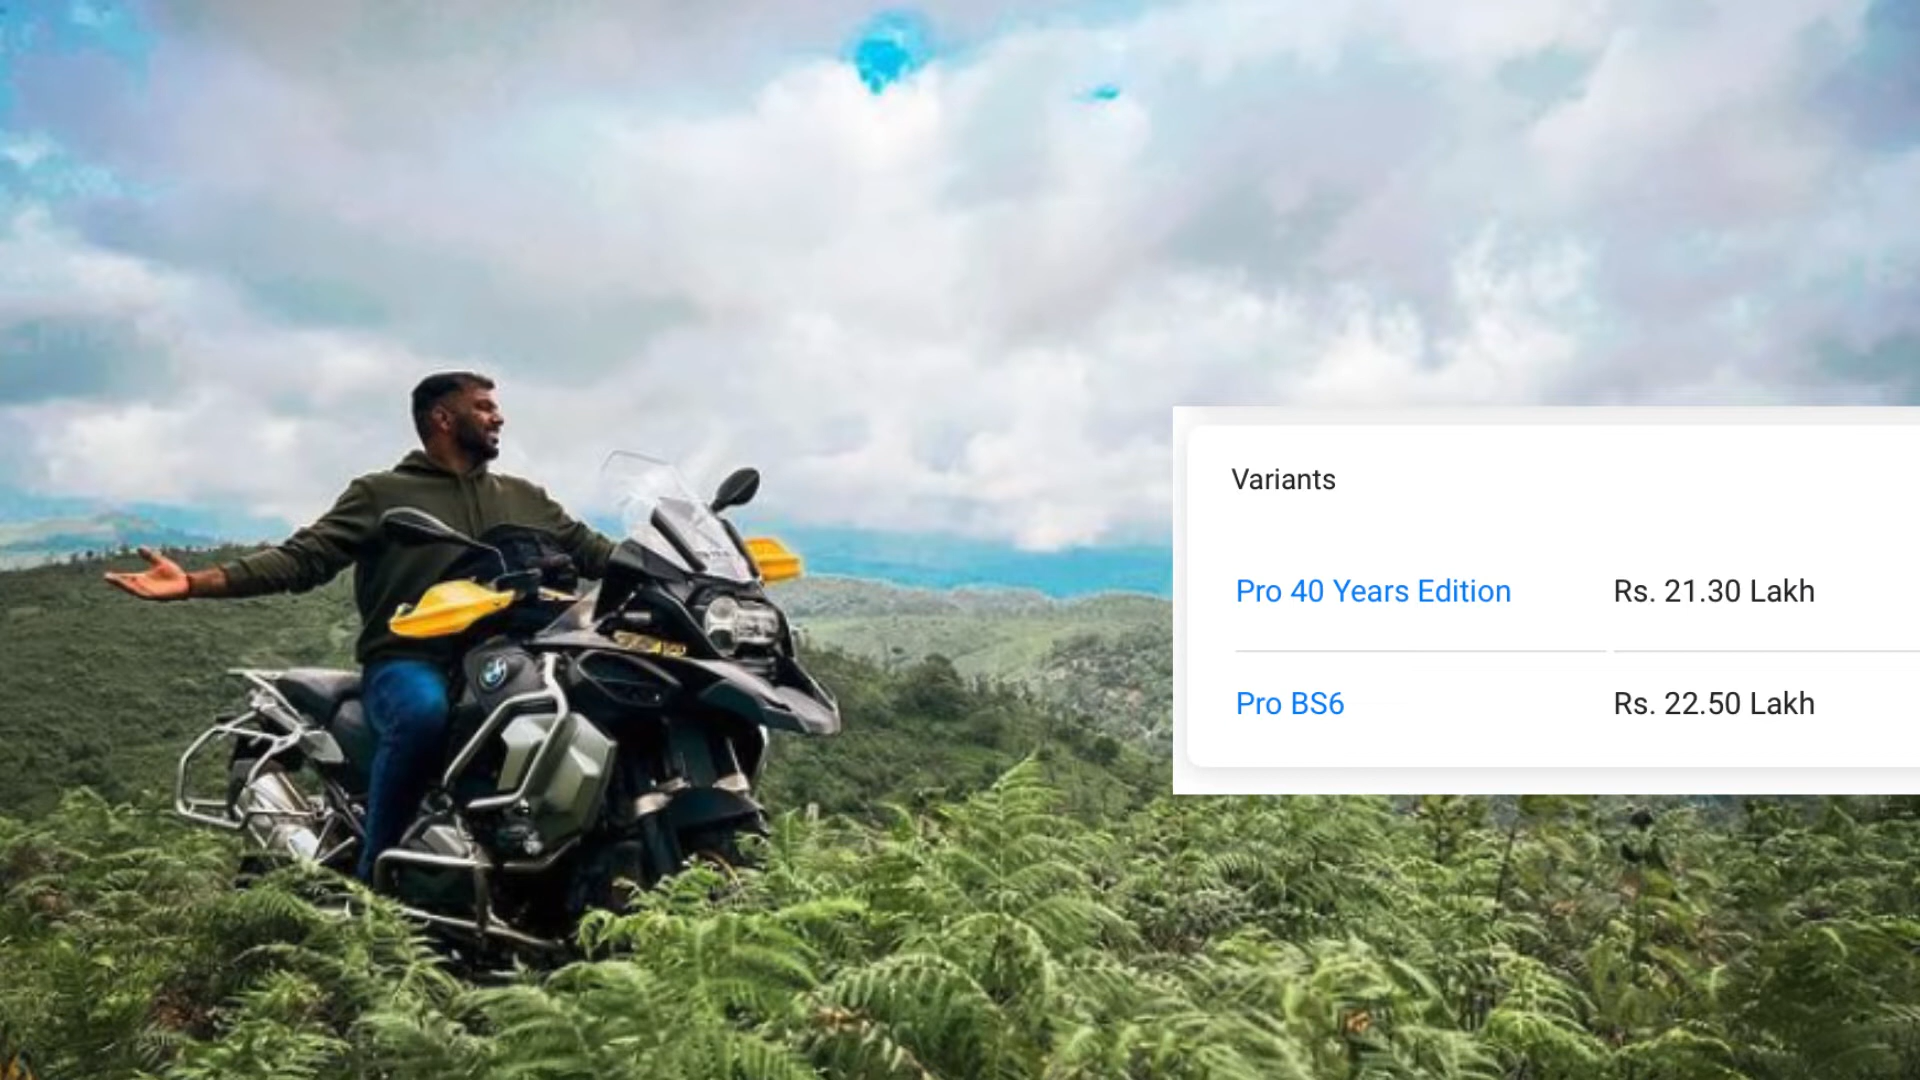 Variants
Pro 40 Years Edition Rs. 21.30 Lakh
Pro BS6 Rs. 22.50 Lakh